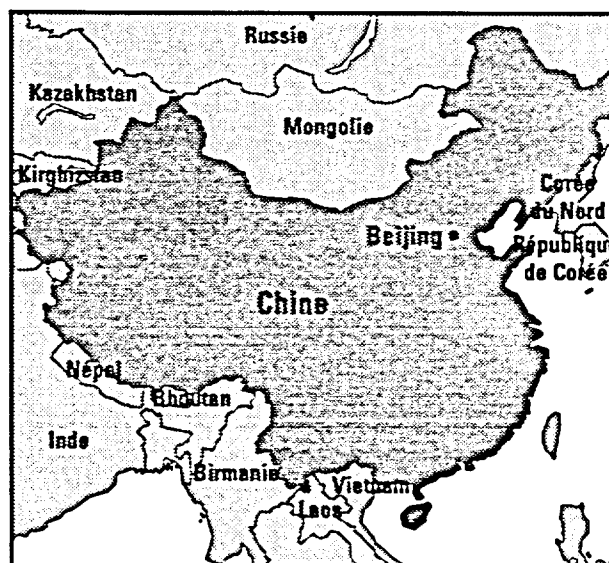 Russie
Kazakhstan
Mongolie
Kirghizstan
Corée
du Nord
Beijing
République
de Corée
Chine
Népal
Bhoutan
Inde
Birmanie
Vietnam
Laos